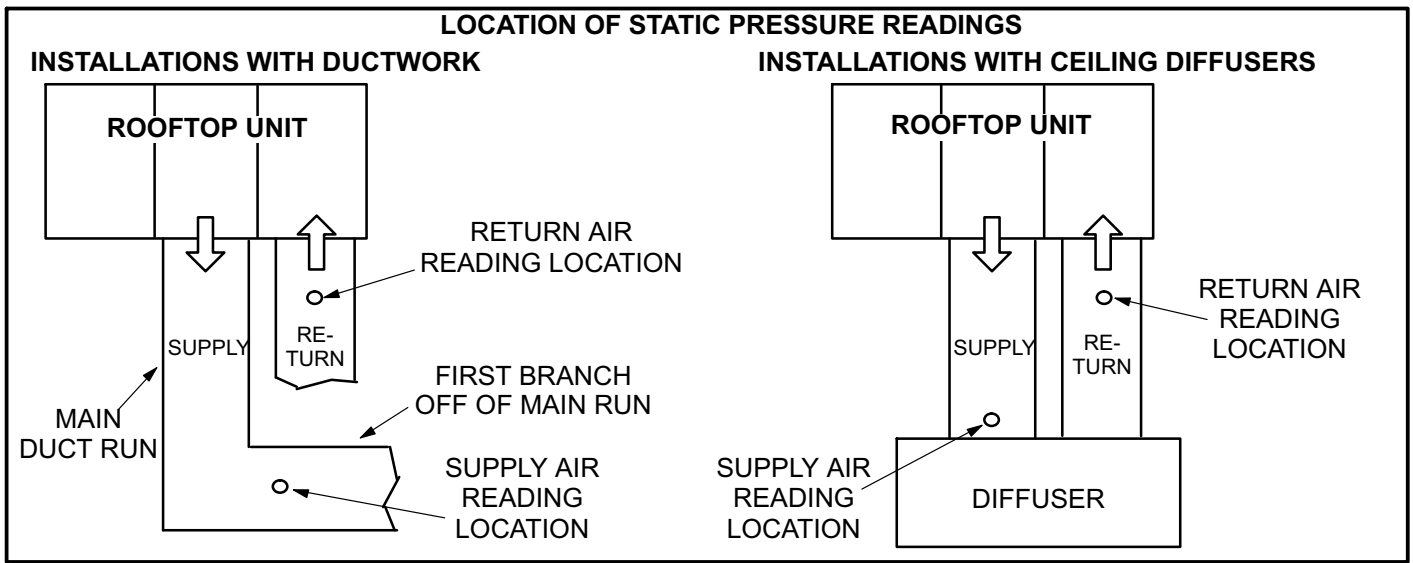 LOCATION OF STATIC PRESSURE READINGS
INSTALLATIONS WITH DUCTWORK
ROOFTOP UNIT
RETURN AIR
READING LOCATION
SUPPLY
RE-
TURN
FIRST BRANCH
OFF OF MAIN RUN
MAIN
DUCT RUN
SUPPLY AIR
READING
LOCATION
INSTALLATIONS WITH CEILING DIFFUSERS
ROOFTOP UNIT
RETURN AIR
READING
LOCATION
SUPPLY
RE-
TURN
SUPPLY AIR
READING
LOCATION
DIFFUSER